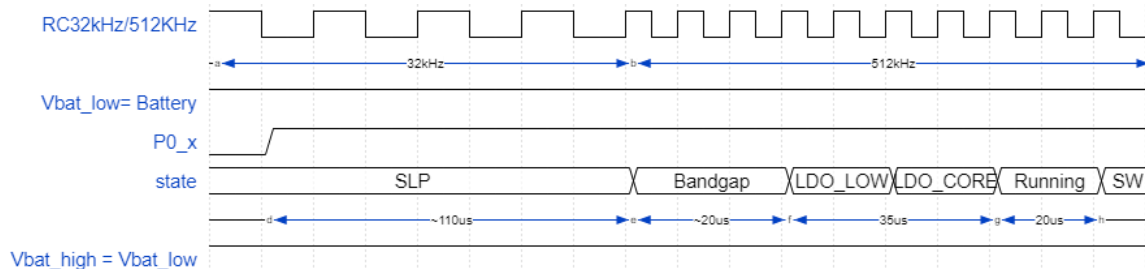 RC32kHz/512KHz
a 32kHz b 512kHz
Vbat_low= Battery
P0_x
state SLP Bandgap LDO_LOW LDO_CORE Running SW
d ~110us e ~20us f 35us g 20us h
Vbat_high = Vbat_low